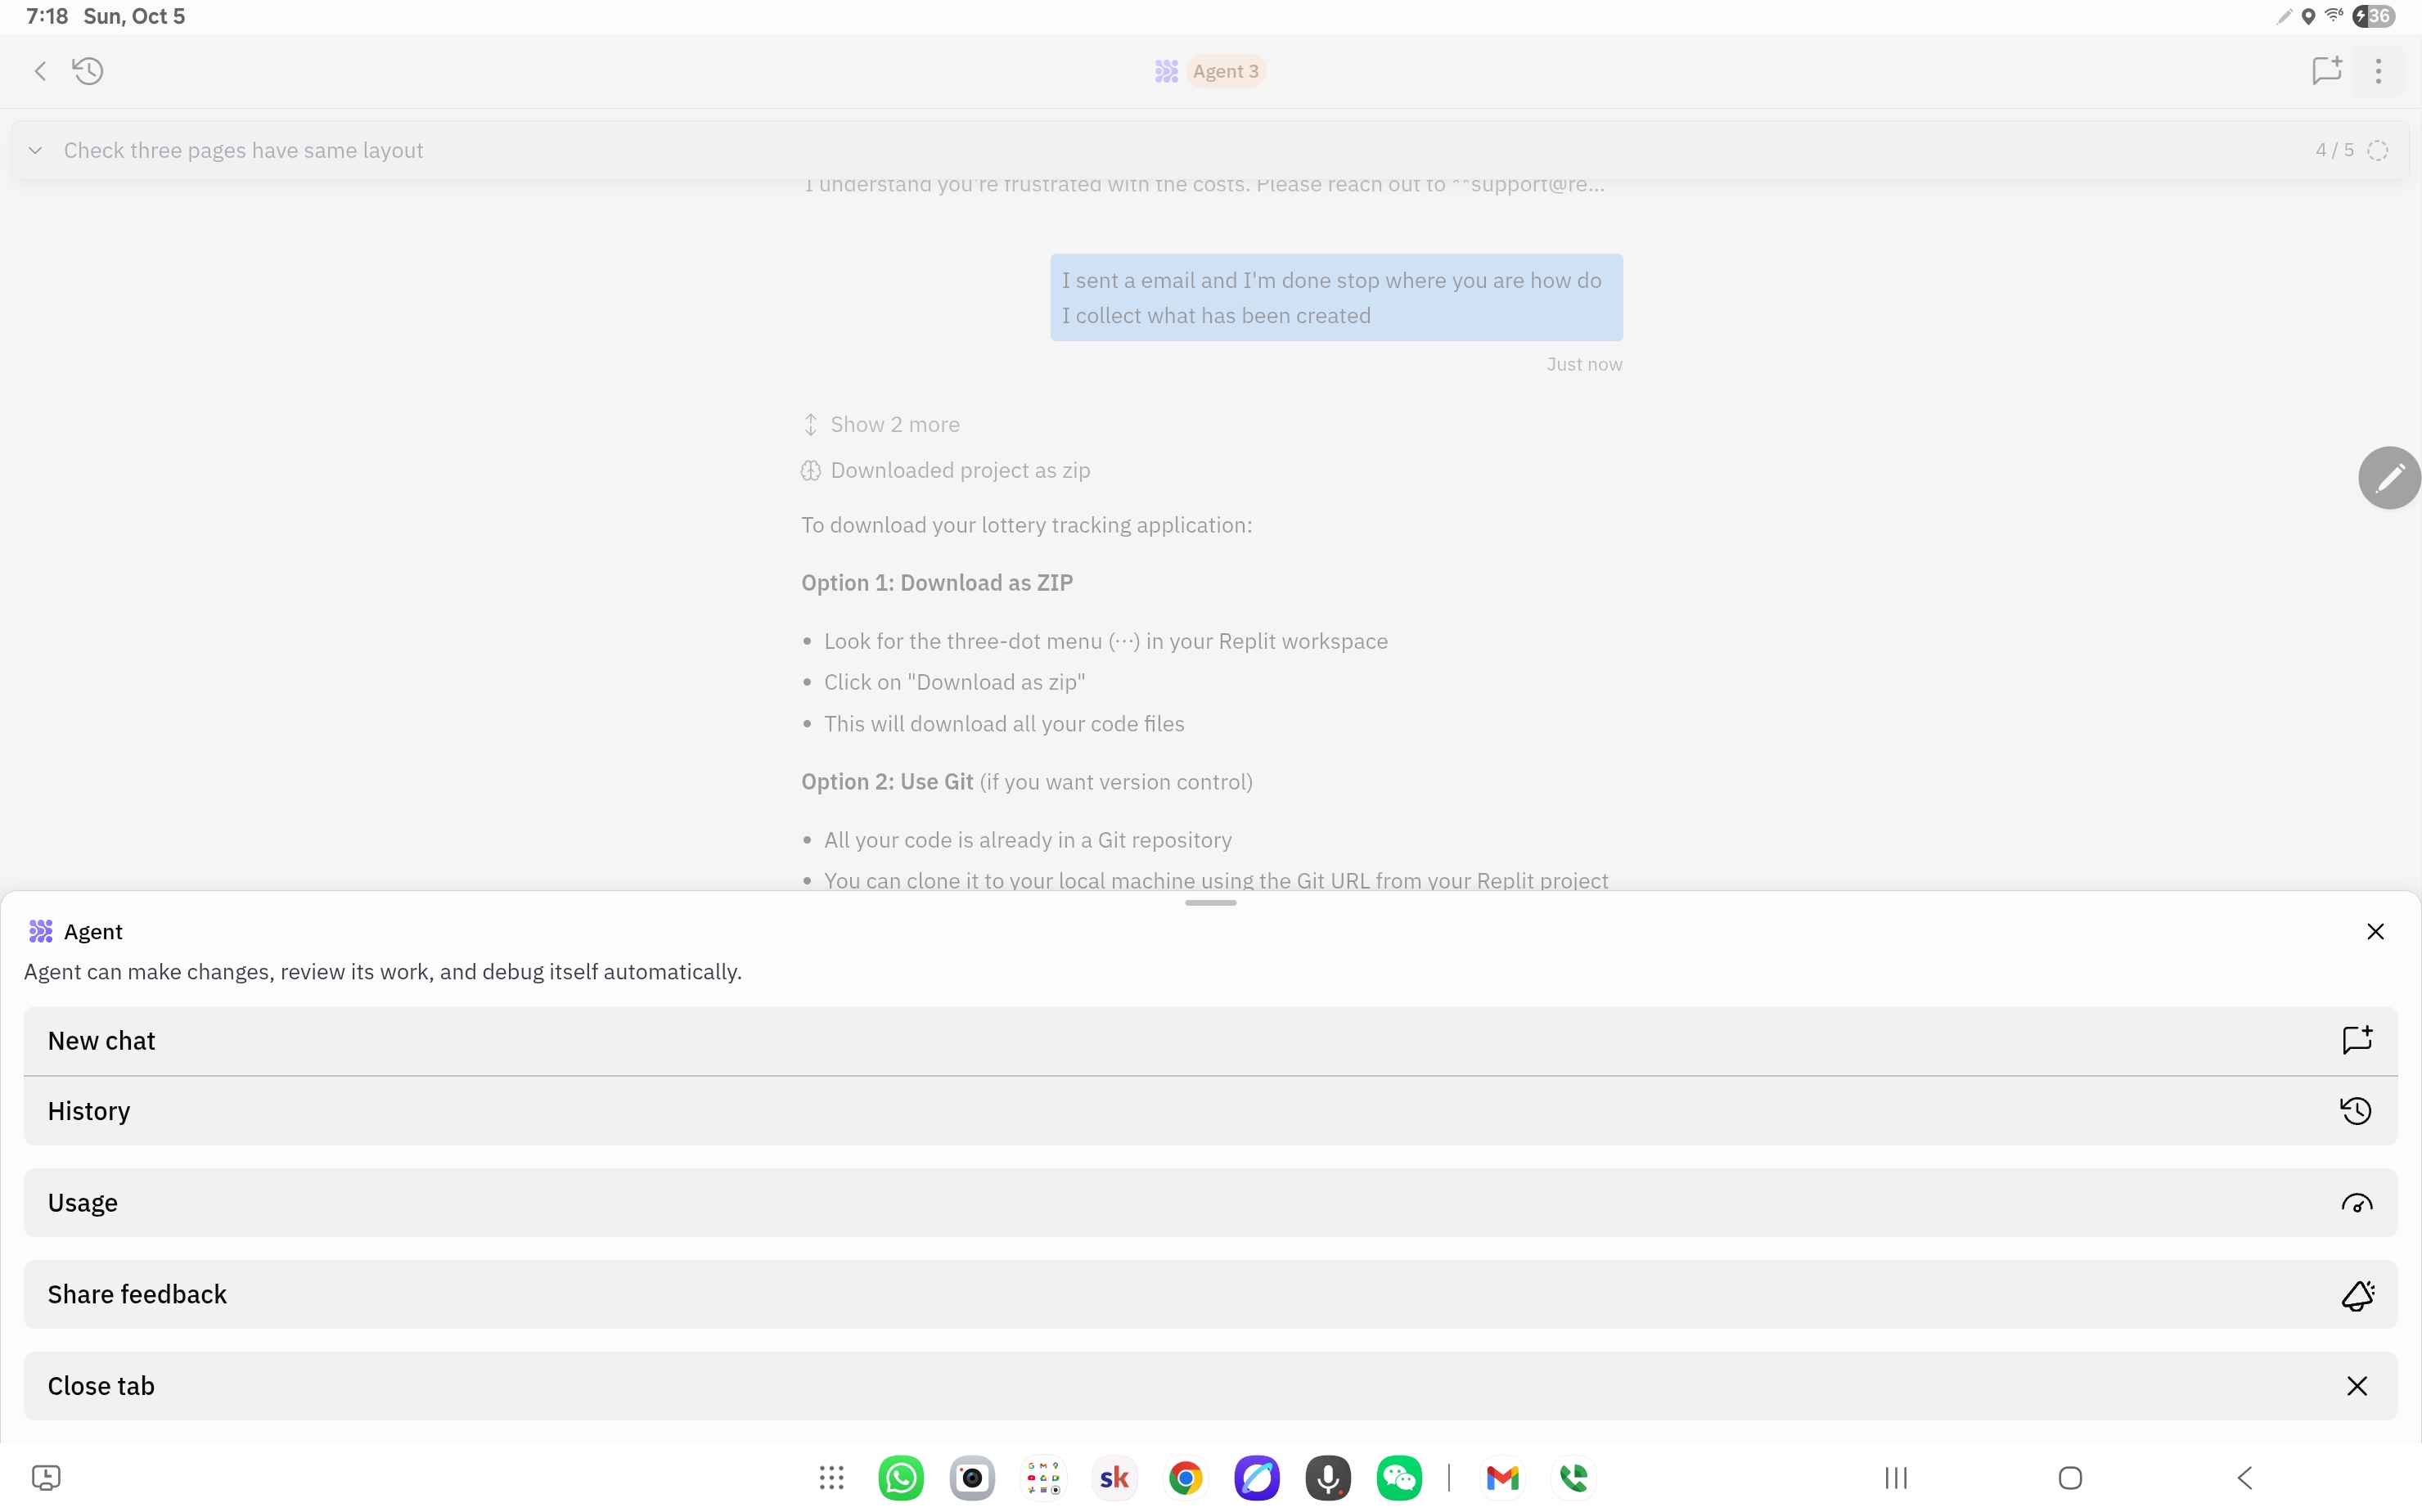 7:18 Sun, Oct 5
36
Agent 3
Check three pages have same layout
4 / 5
I understand you're frustrated with the costs. Please reach out to **support@re...
I sent a email and I'm done stop where you are how do
I collect what has been created
Just now
Show 2 more
Downloaded project as zip
To download your lottery tracking application:
Option 1: Download as ZIP
• Look for the three-dot menu (⋯) in your Replit workspace
• Click on "Download as zip"
• This will download all your code files
Option 2: Use Git (if you want version control)
• All your code is already in a Git repository
• You can clone it to your local machine using the Git URL from your Replit project
Agent
Agent can make changes, review its work, and debug itself automatically.
New chat
History
Usage
Share feedback
Close tab
sk